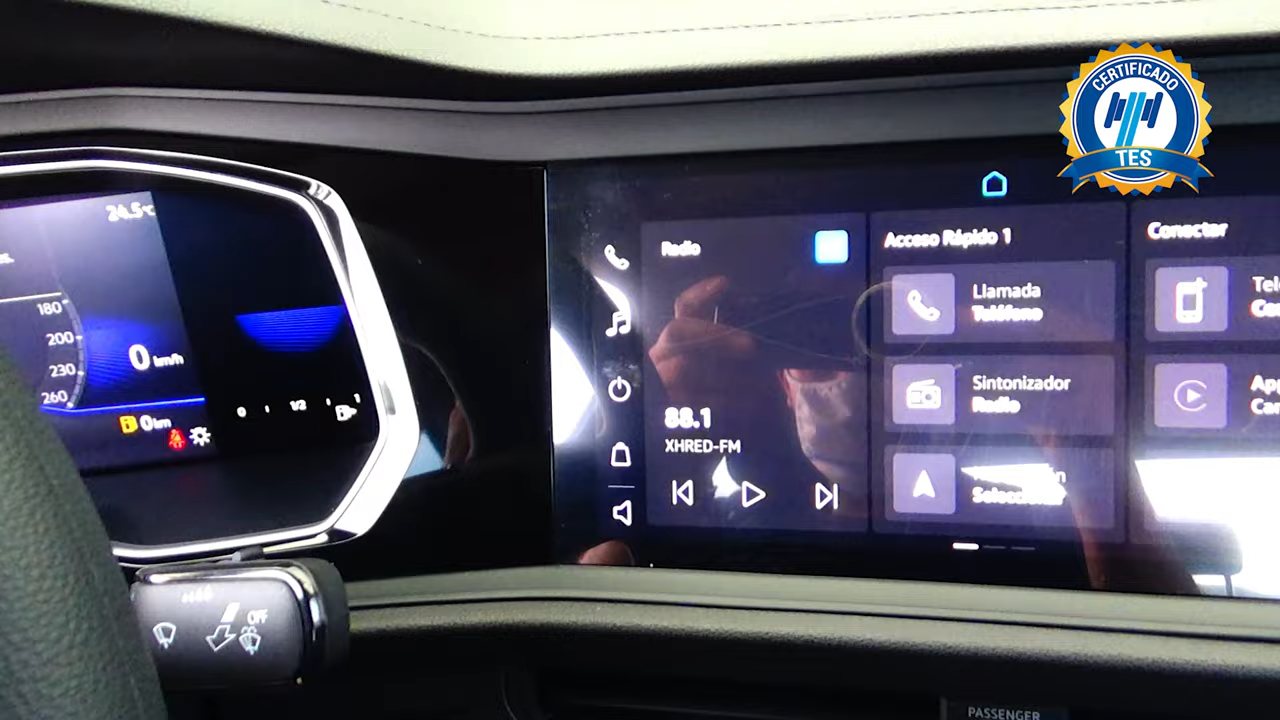 CERTIFICADO
TES
24.5°C
180
200
230
260
0 km/h
0 km
0
1/2
1
Radio
88.1
XHRED-FM
Acceso Rápido 1
Llamada
Teléfono
Sintonizador
Radio
Conectar
OFF
PASSENGER